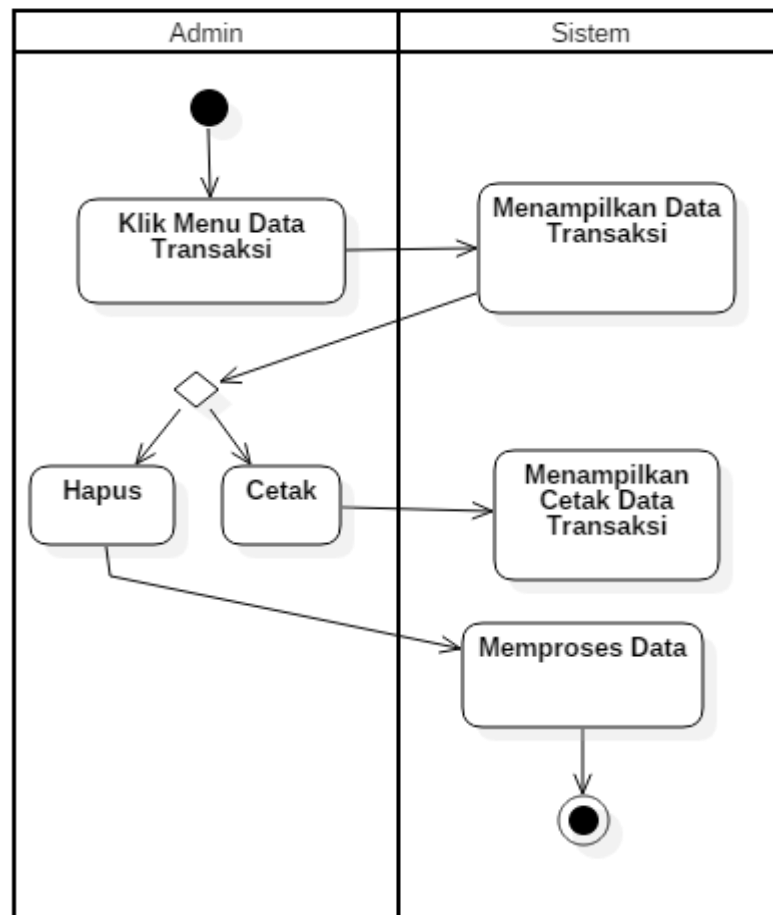 Admin
Sistem
Klik Menu Data
Transaksi
Menampilkan Data
Transaksi
Hapus
Cetak
Menampilkan
Cetak Data
Transaksi
Memproses Data